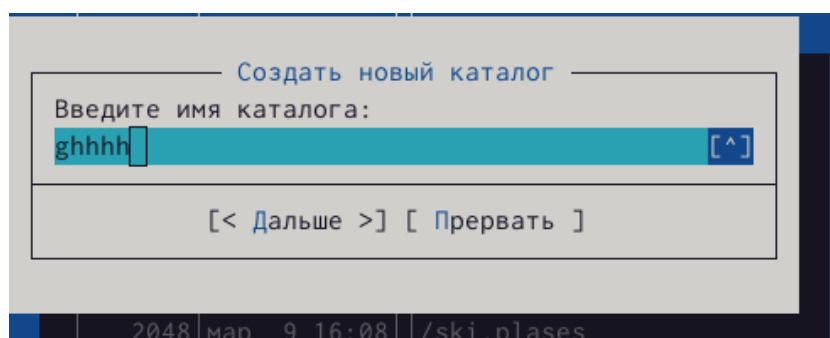 Создать новый каталог
Введите имя каталога:
ghhhh [^]
[< Дальше >] [ Прервать ]
2048 мар 9 16:08 /ski.plases